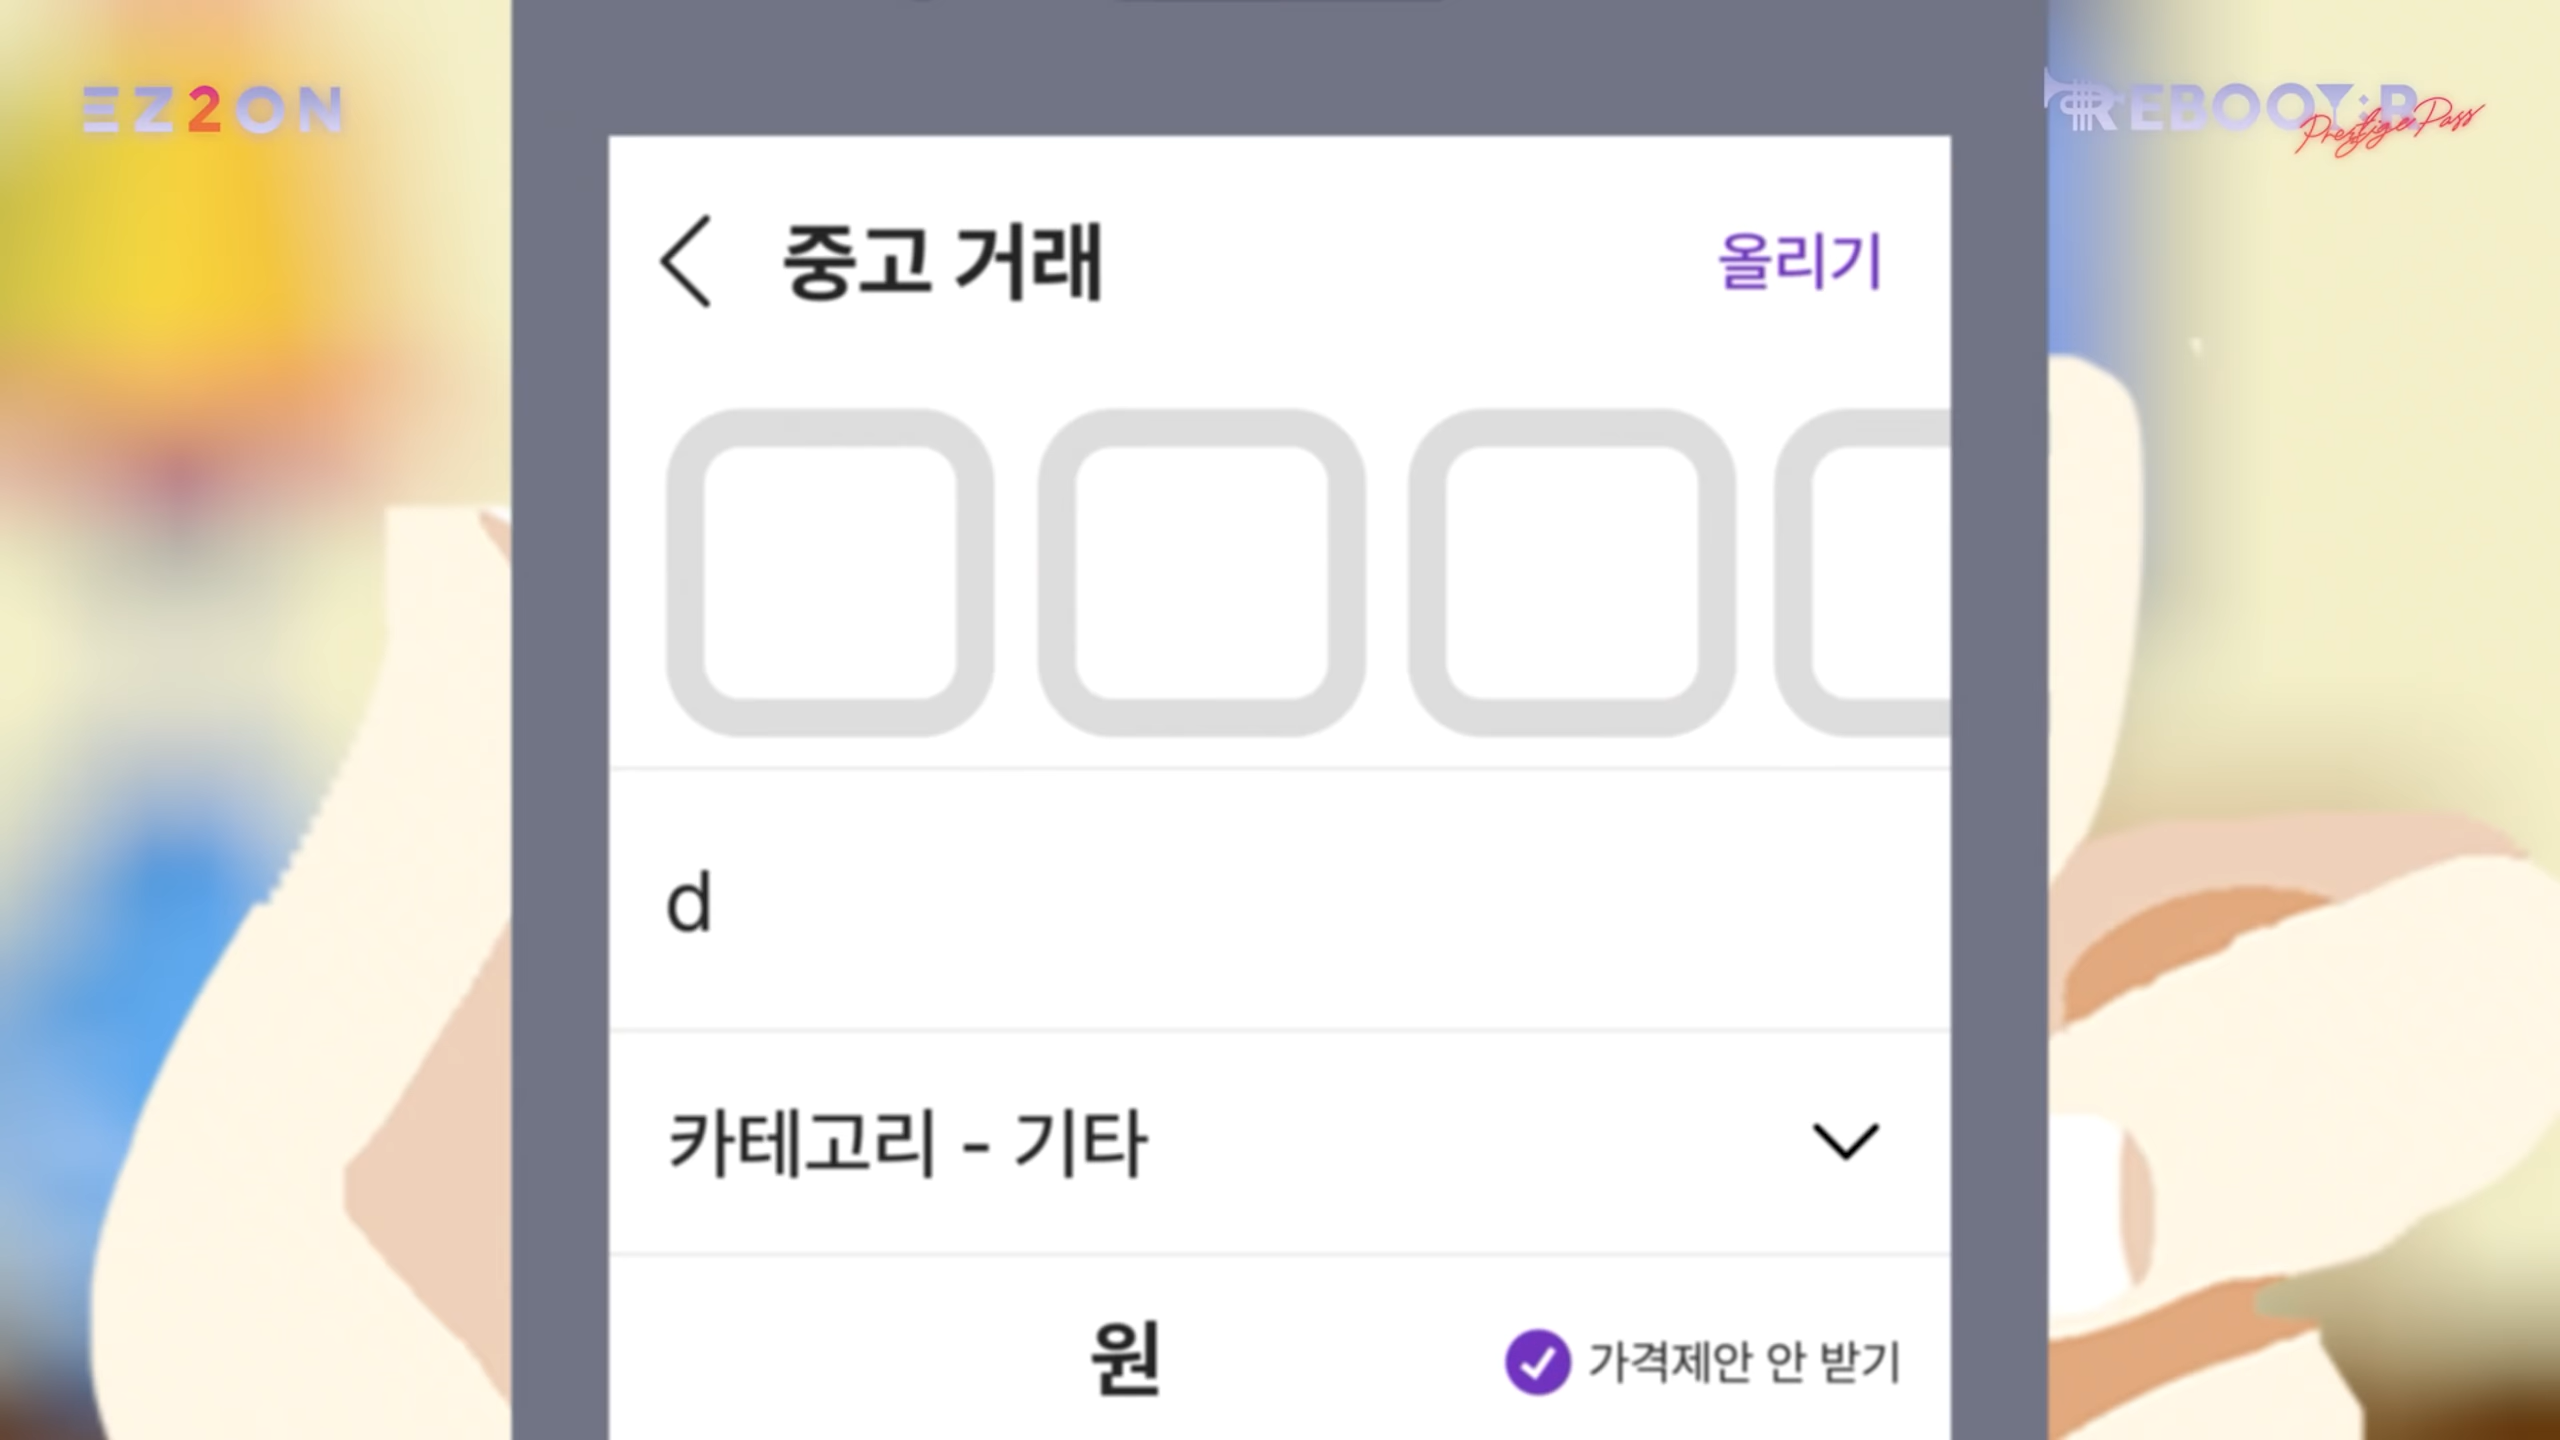 EZ2ON
REBOOT:R
Prestige Pass
중고 거래
올리기
d
카테고리 - 기타
원
가격제안 안 받기